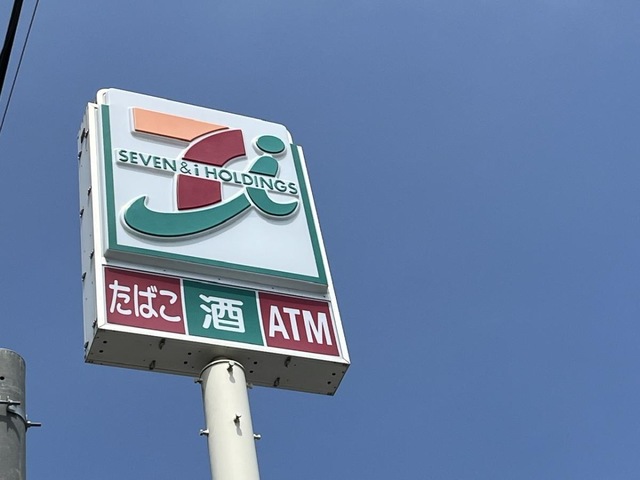 SEVEN & i HOLDINGS
たばこ 酒 ATM